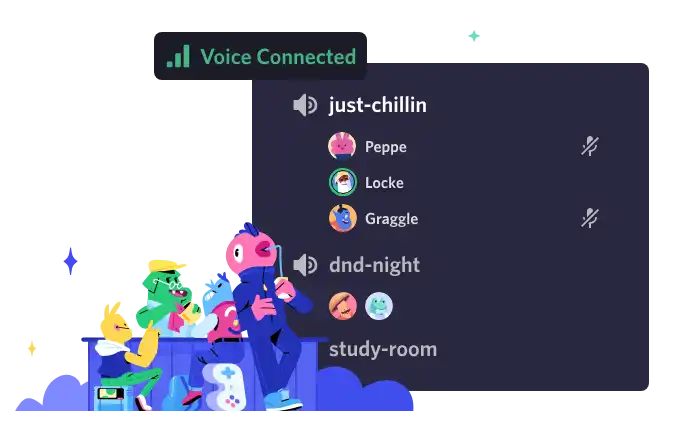 Voice Connected
just-chillin
Peppe
Locke
Graggle
dnd-night
study-room